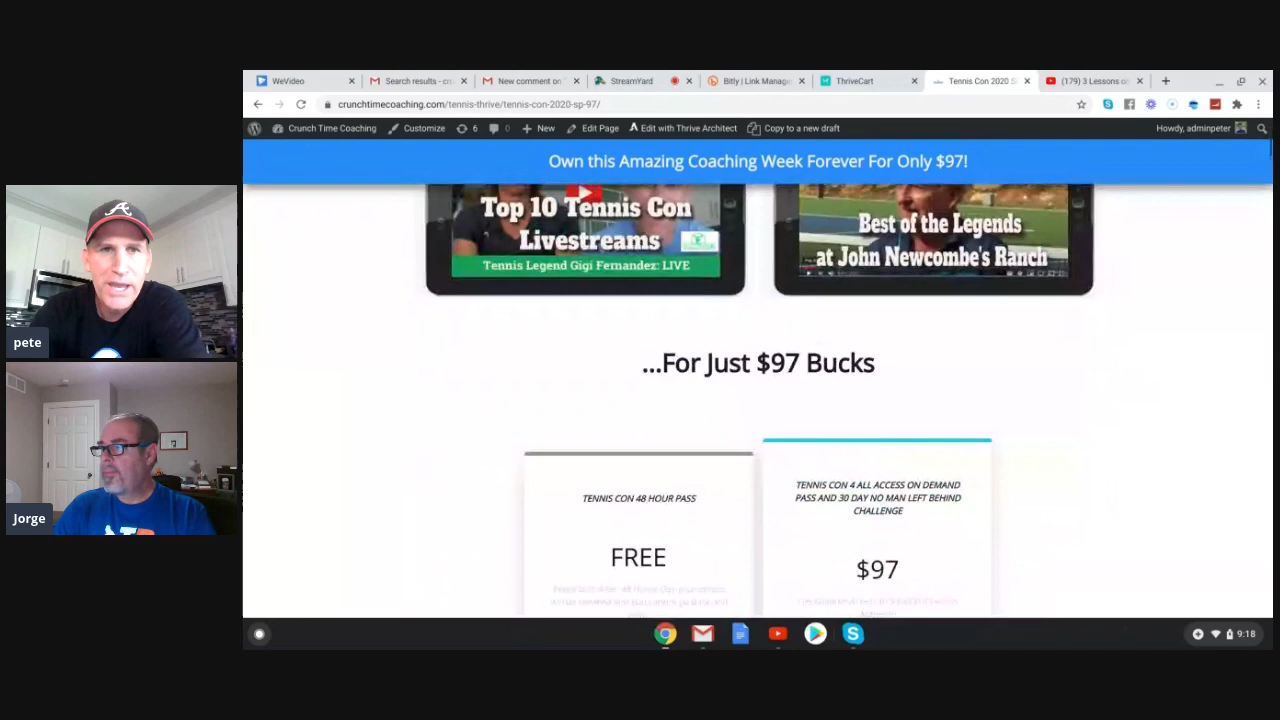 WeVideo
Search results - co
New comment on
StreamYard
Bitly | Link Manage
ThriveCart
Tennis Con 2020 S
(179) 3 Lessons o
crunchtimecoaching.com/tennis-thrive/tennis-con-2020-sp-97/
Crunch Time Coaching
Customize
6
0
New
Edit Page
Edit with Thrive Architect
Copy to a new draft
Howdy, adminpeter
Own this Amazing Coaching Week Forever For Only $97!
Top 10 Tennis Con
Livestreams
Tennis Legend Gigi Fernandez: LIVE
Best of the Legends
at John Newcombe's Ranch
...For Just $97 Bucks
TENNIS CON 48 HOUR PASS
FREE
TENNIS CON 4 ALL ACCESS ON DEMAND
PASS AND 30 DAY NO MAN LEFT BEHIND
CHALLENGE
$97
A
pete
Jorge
9:18